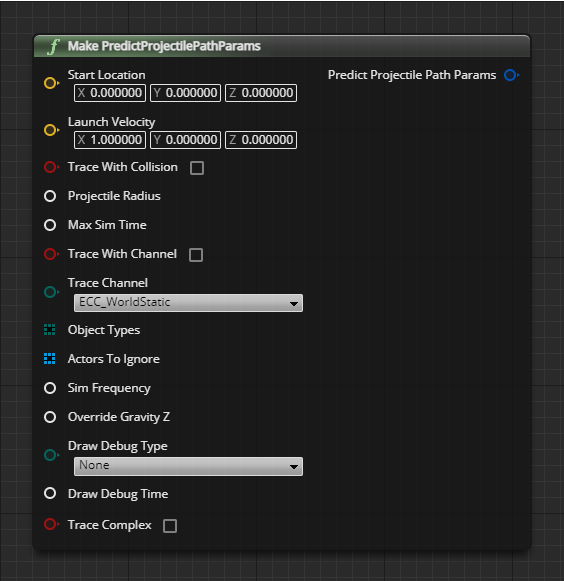 f Make PredictProjectilePathParams
Start Location Predict Projectile Path Params
X 0.000000 Y 0.000000 Z 0.000000
Launch Velocity
X 1.000000 Y 0.000000 Z 0.000000
Trace With Collision
Projectile Radius
Max Sim Time
Trace With Channel
Trace Channel
ECC_WorldStatic
Object Types
Actors To Ignore
Sim Frequency
Override Gravity Z
Draw Debug Type
None
Draw Debug Time
Trace Complex